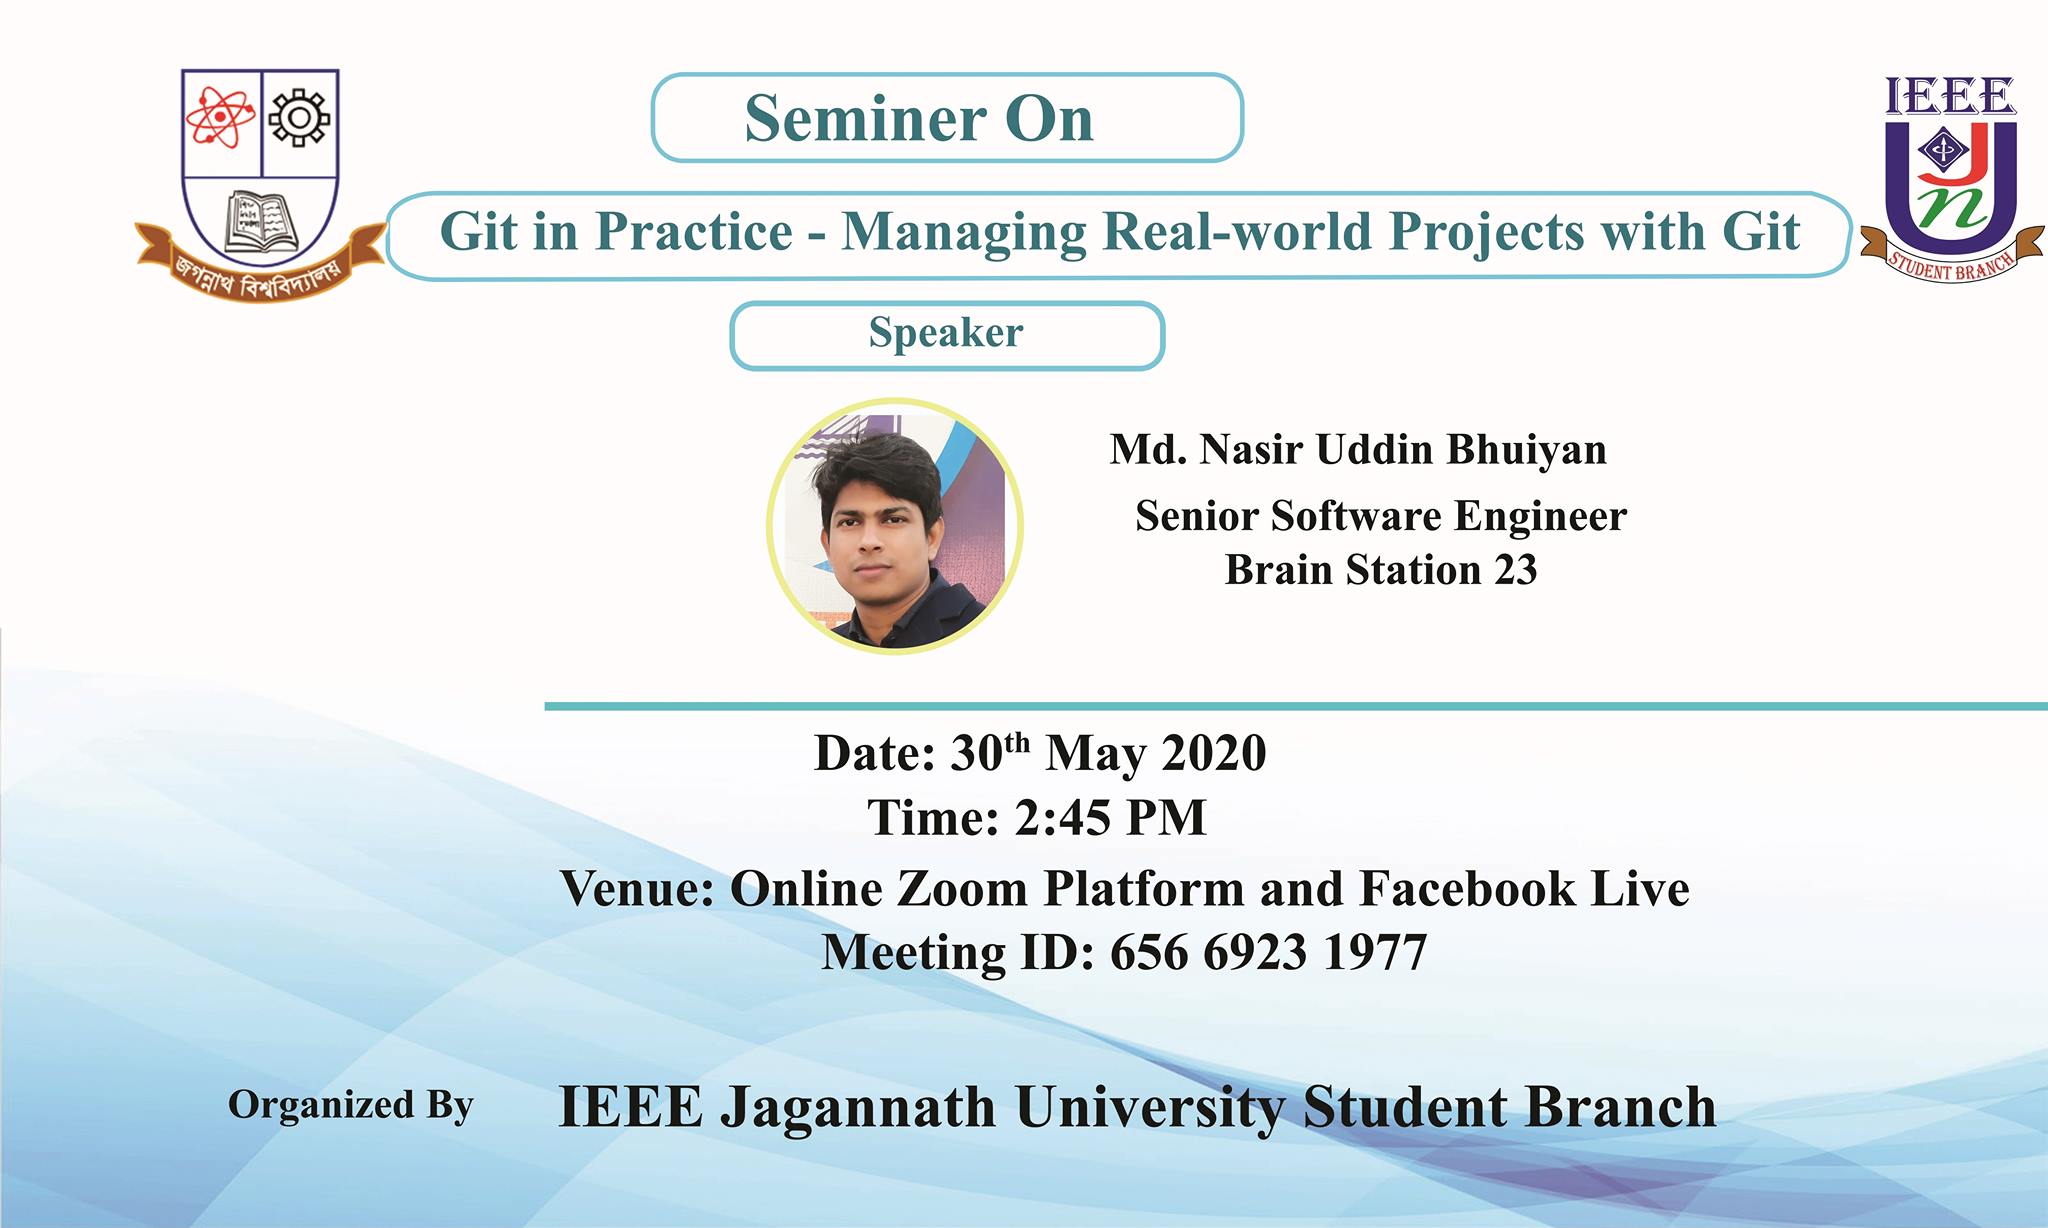 Seminer On
IEEE
Git in Practice - Managing Real-world Projects with Git
জগন্নাথ বিশ্ববিদ্যালয়
STUDENT BRANCH
Speaker
Md. Nasir Uddin Bhuiyan
Senior Software Engineer
Brain Station 23
Date: 30th May 2020
Time: 2:45 PM
Venue: Online Zoom Platform and Facebook Live
Meeting ID: 656 6923 1977
Organized By IEEE Jagannath University Student Branch